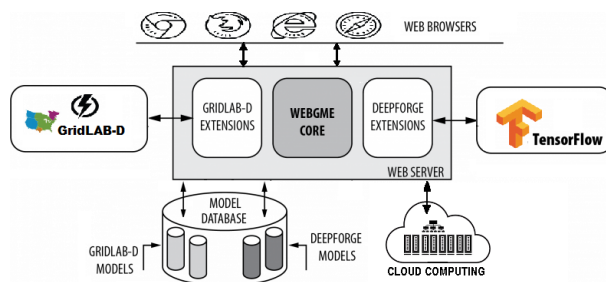 WEB BROWSERS
GRIDLAB-D
EXTENSIONS
WEBGME
CORE
DEEPFORGE
EXTENSIONS
GridLAB-D
TensorFlow
WEB SERVER
MODEL
DATABASE
GRIDLAB-D
MODELS
DEEPFORGE
MODELS
CLOUD COMPUTING